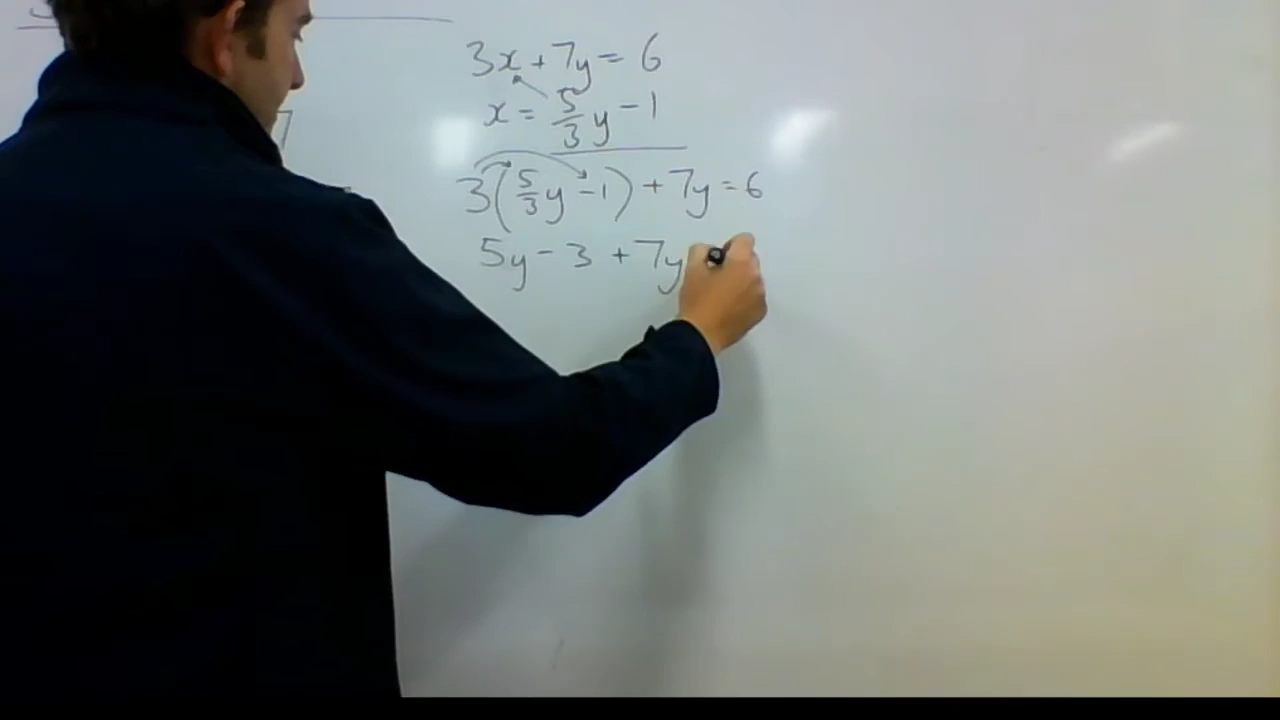 3x + 7y = 6
x = 5/3 y - 1
3(5/3 y - 1) + 7y = 6
5y - 3 + 7y